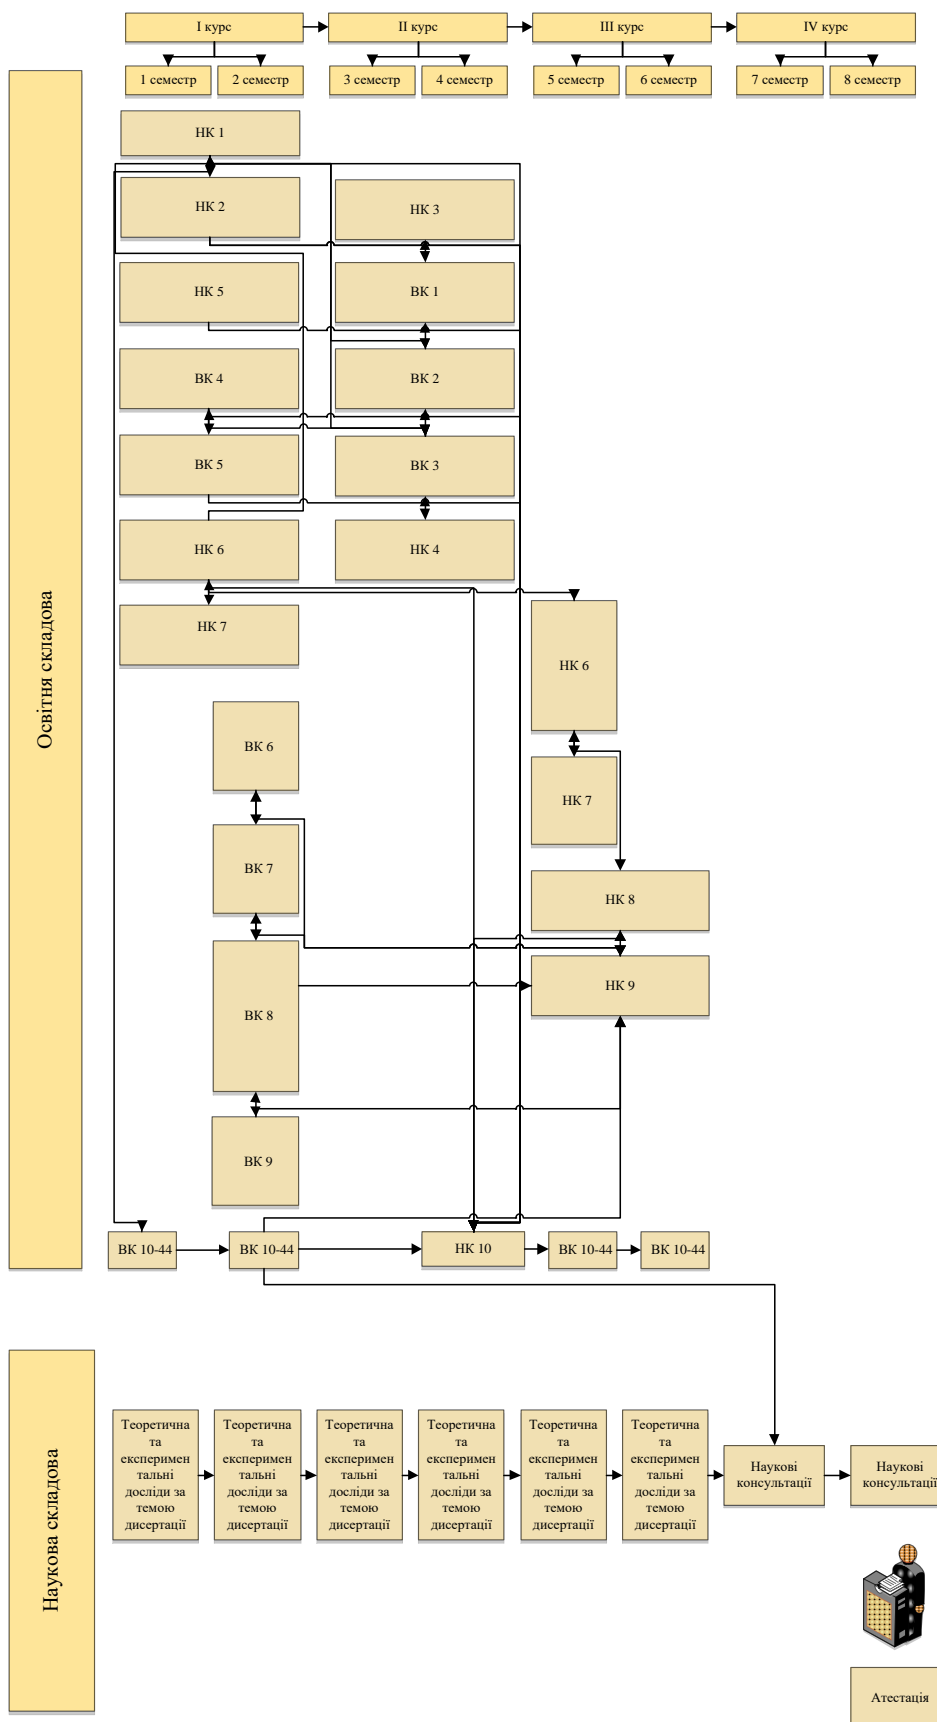 І курс
ІІ курс
ІІІ курс
IV курс
1 семестр
2 семестр
3 семестр
4 семестр
5 семестр
6 семестр
7 семестр
8 семестр
Освітня складова
НК 1
НК 2
НК 3
НК 5
ВК 1
ВК 4
ВК 2
ВК 5
ВК 3
НК 6
НК 4
НК 7
НК 6
ВК 6
НК 7
ВК 7
НК 8
ВК 8
НК 9
ВК 9
ВК 10-44
ВК 10-44
НК 10
ВК 10-44
ВК 10-44
Наукова складова
Теоретична
та
експеримен
тальні
досліди за
темою
дисертації
Теоретична
та
експеримен
тальні
досліди за
темою
дисертації
Теоретична
та
експеримен
тальні
досліди за
темою
дисертації
Теоретична
та
експеримен
тальні
досліди за
темою
дисертації
Теоретична
та
експеримен
тальні
досліди за
темою
дисертації
Теоретична
та
експеримен
тальні
досліди за
темою
дисертації
Наукові
консультації
Наукові
консультації
Атестація